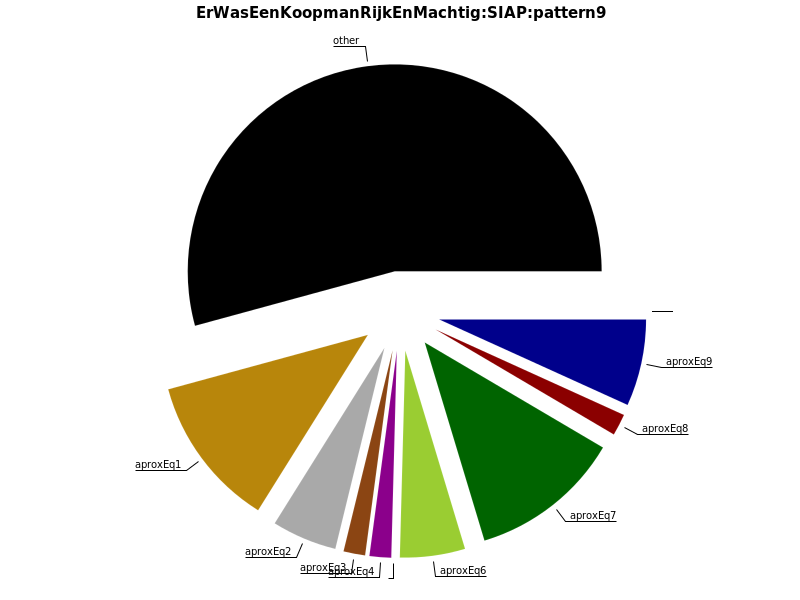 ErWasEenKoopmanRijkEnMachtig:SIAP:pattern9
other
aproxEq9
aproxEq8
aproxEq1
aproxEq7
aproxEq2
aproxEq3
aproxEq4
aproxEq6